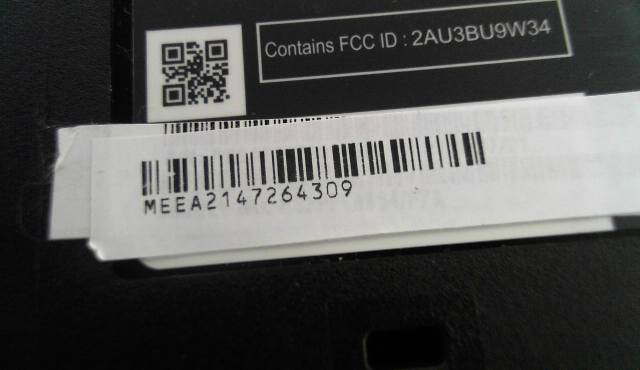 Contains FCC ID : 2AU3BU9W34
MEEA2147264309